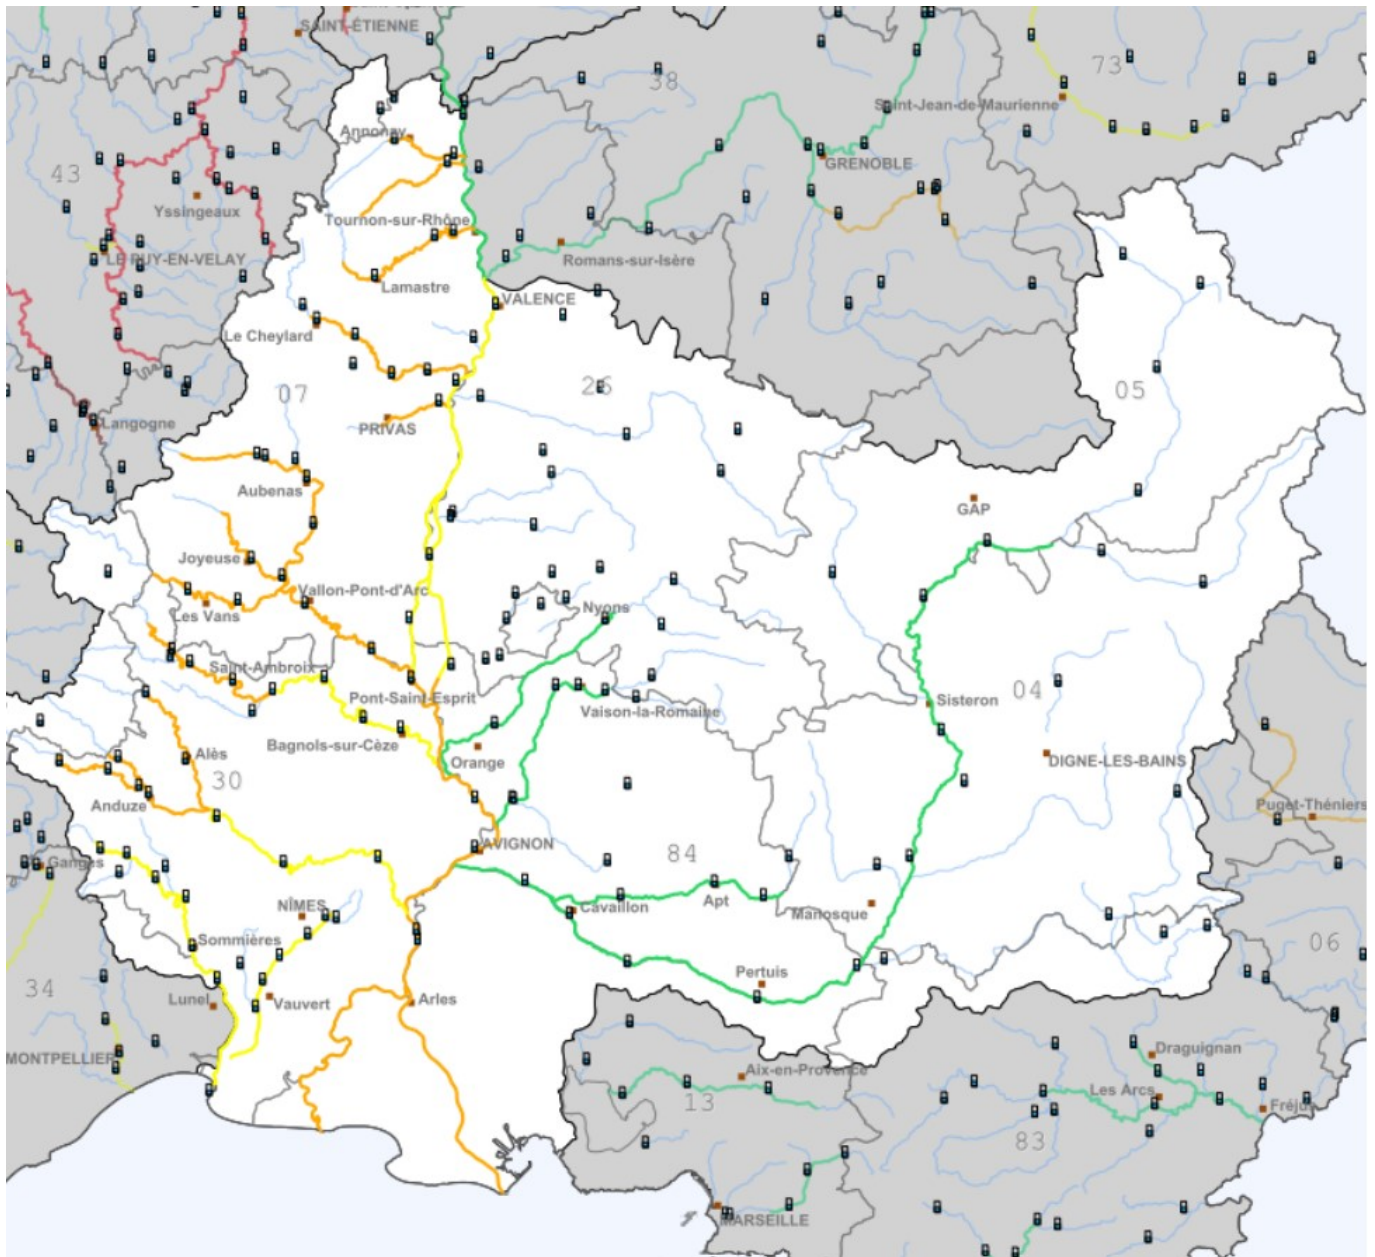 SAINT-ÉTIENNE
38
73
Saint-Jean-de-Maurienne
Annonay
GRENOBLE
43
Yssingeaux
Tournon-sur-Rhône
LE PUY-EN-VELAY
Romans-sur-Isère
Lamastre
VALENCE
Le Cheylard
07
26
05
Langogne
PRIVAS
Aubenas
GAP
Joyeuse
Vallon-Pont-d'Arc
Les Vans
Nyons
Saint-Ambroix
04
Pont-Saint-Esprit
Sisteron
Vaison-la-Romaine
Bagnols-sur-Cèze
Alès
Orange
DIGNE-LES-BAINS
30
Anduze
Puget-Théniers
AVIGNON
84
Ganges
NÎMES
Cavaillon
Apt
Manosque
Sommières
06
Pertuis
34
Lunel
Vauvert
Arles
MONTPELLIER
Draguignan
Aix-en-Provence
Les Arcs
13
Fréjus
83
MARSEILLE